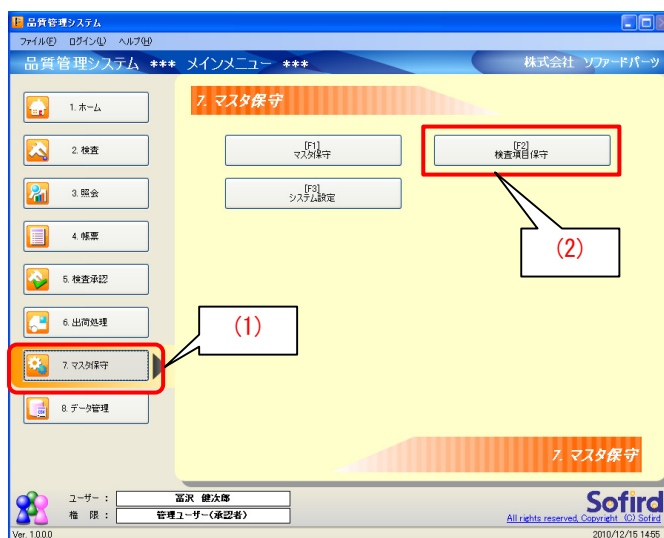 品質管理システム
ファイル(F) ログイン(L) ヘルプ(H)
品質管理システム *** メインメニュー *** 株式会社 ソファードパーツ
1. ホーム
2. 検査
3. 照会
4. 帳票
5. 検査承認
6. 出荷処理
7. マスタ保守
8. データ管理
7. マスタ保守
[F1]
マスタ保守
[F2]
検査項目保守
[F3]
システム設定
(1)
(2)
7. マスタ保守
ユーザー : 冨沢 健次郎
権 限 : 管理ユーザー(承認者)
Sofird
All rights reserved, Copyright (C) Sofird
Ver. 1.0.0.0 2010/12/15 14:55